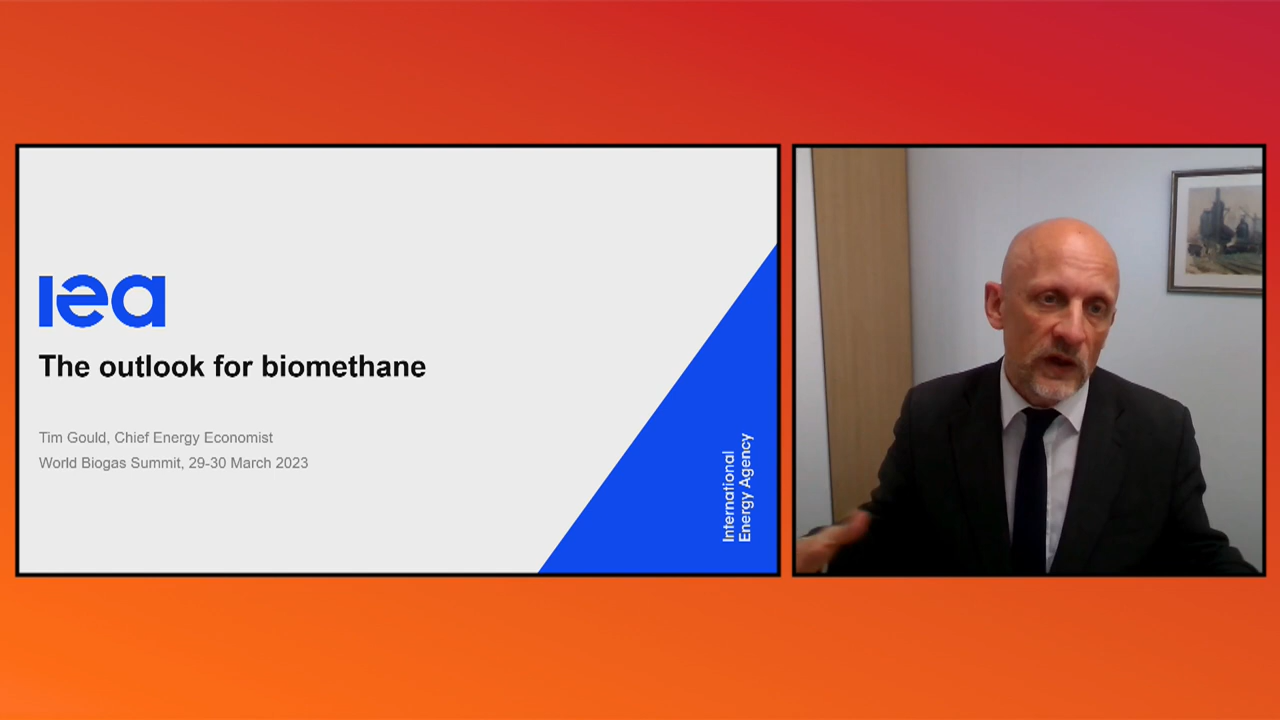 iea
The outlook for biomethane
Tim Gould, Chief Energy Economist
World Biogas Summit, 29-30 March 2023
International
Energy Agency